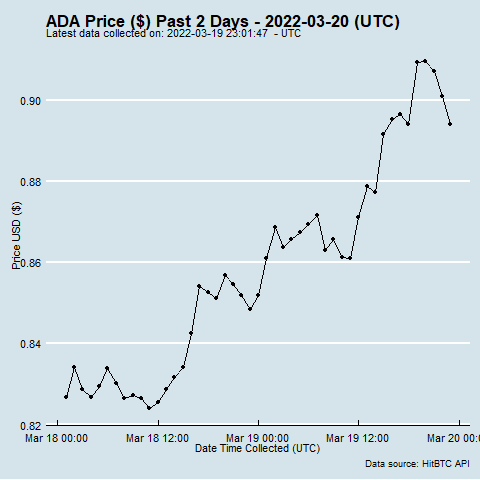 ADA Price ($) Past 2 Days - 2022-03-20 (UTC)
Latest data collected on: 2022-03-19 23:01:47 - UTC
0.90
0.88
0.86
0.84
0.82
Price USD ($)
Mar 18 00:00 Mar 18 12:00 Mar 19 00:00 Mar 19 12:00 Mar 20 00:
Date Time Collected (UTC)
Data source: HitBTC API